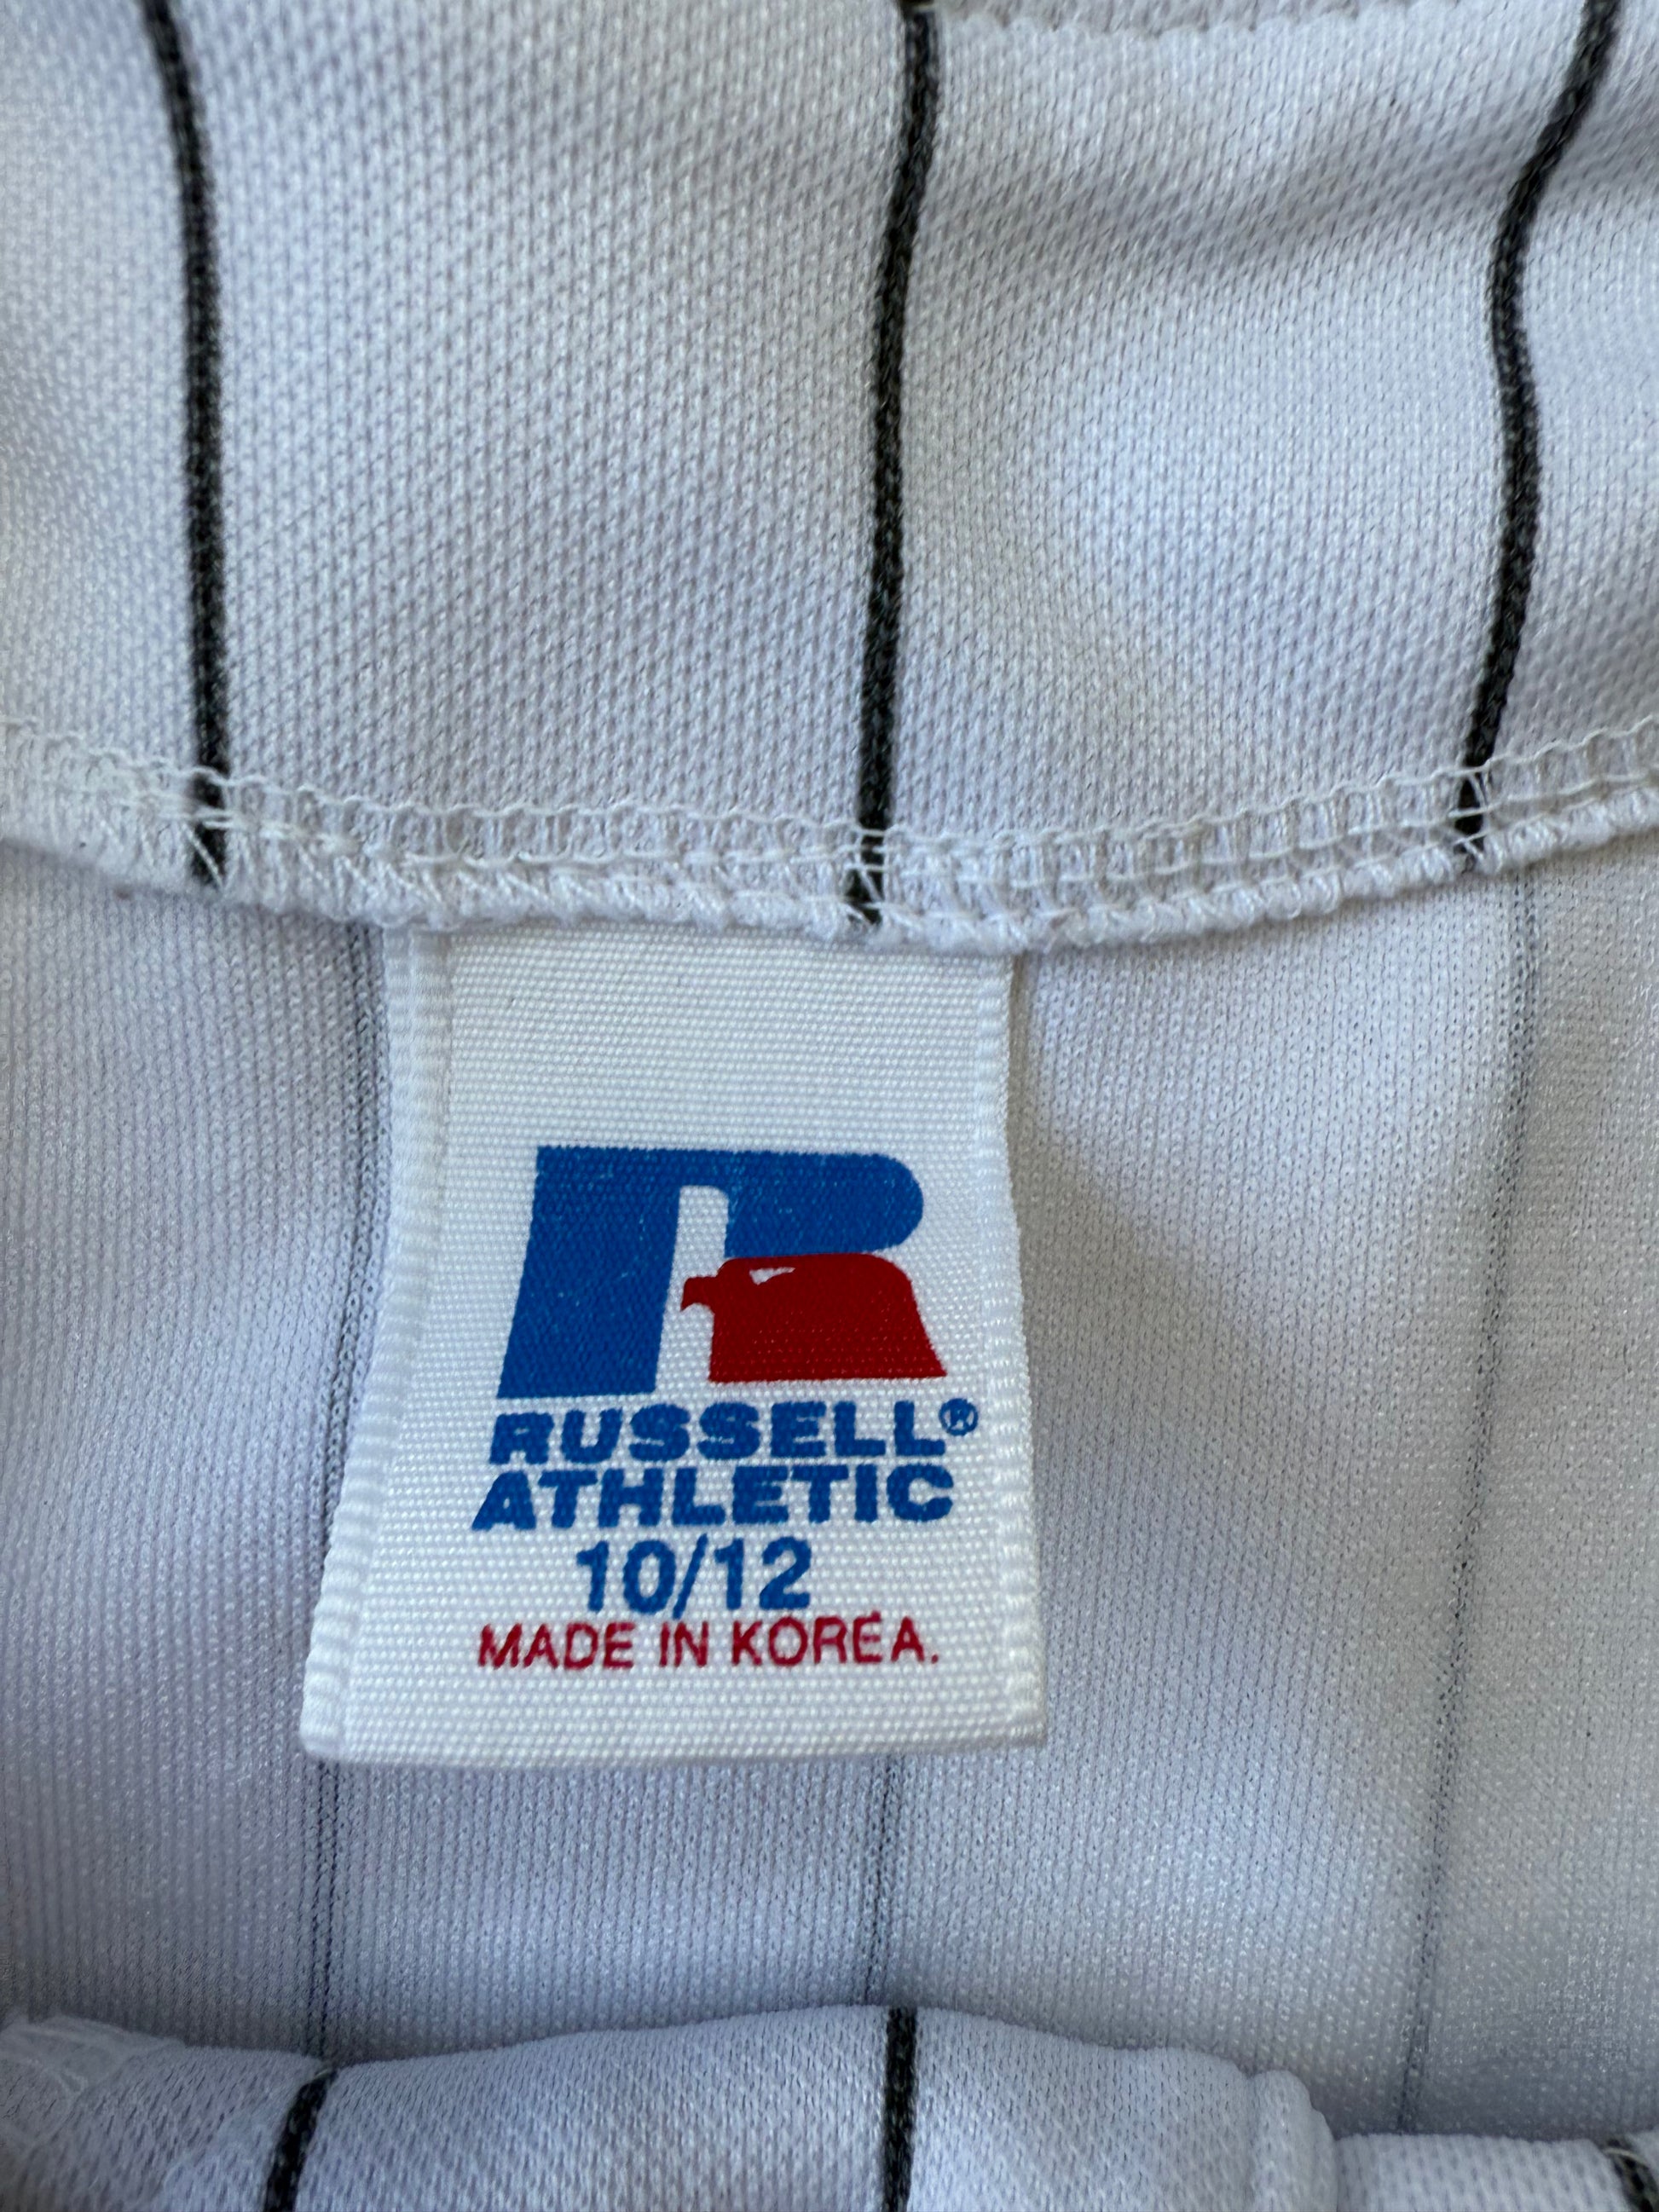 RUSSELL®
ATHLETIC
10/12
MADE IN KOREA.